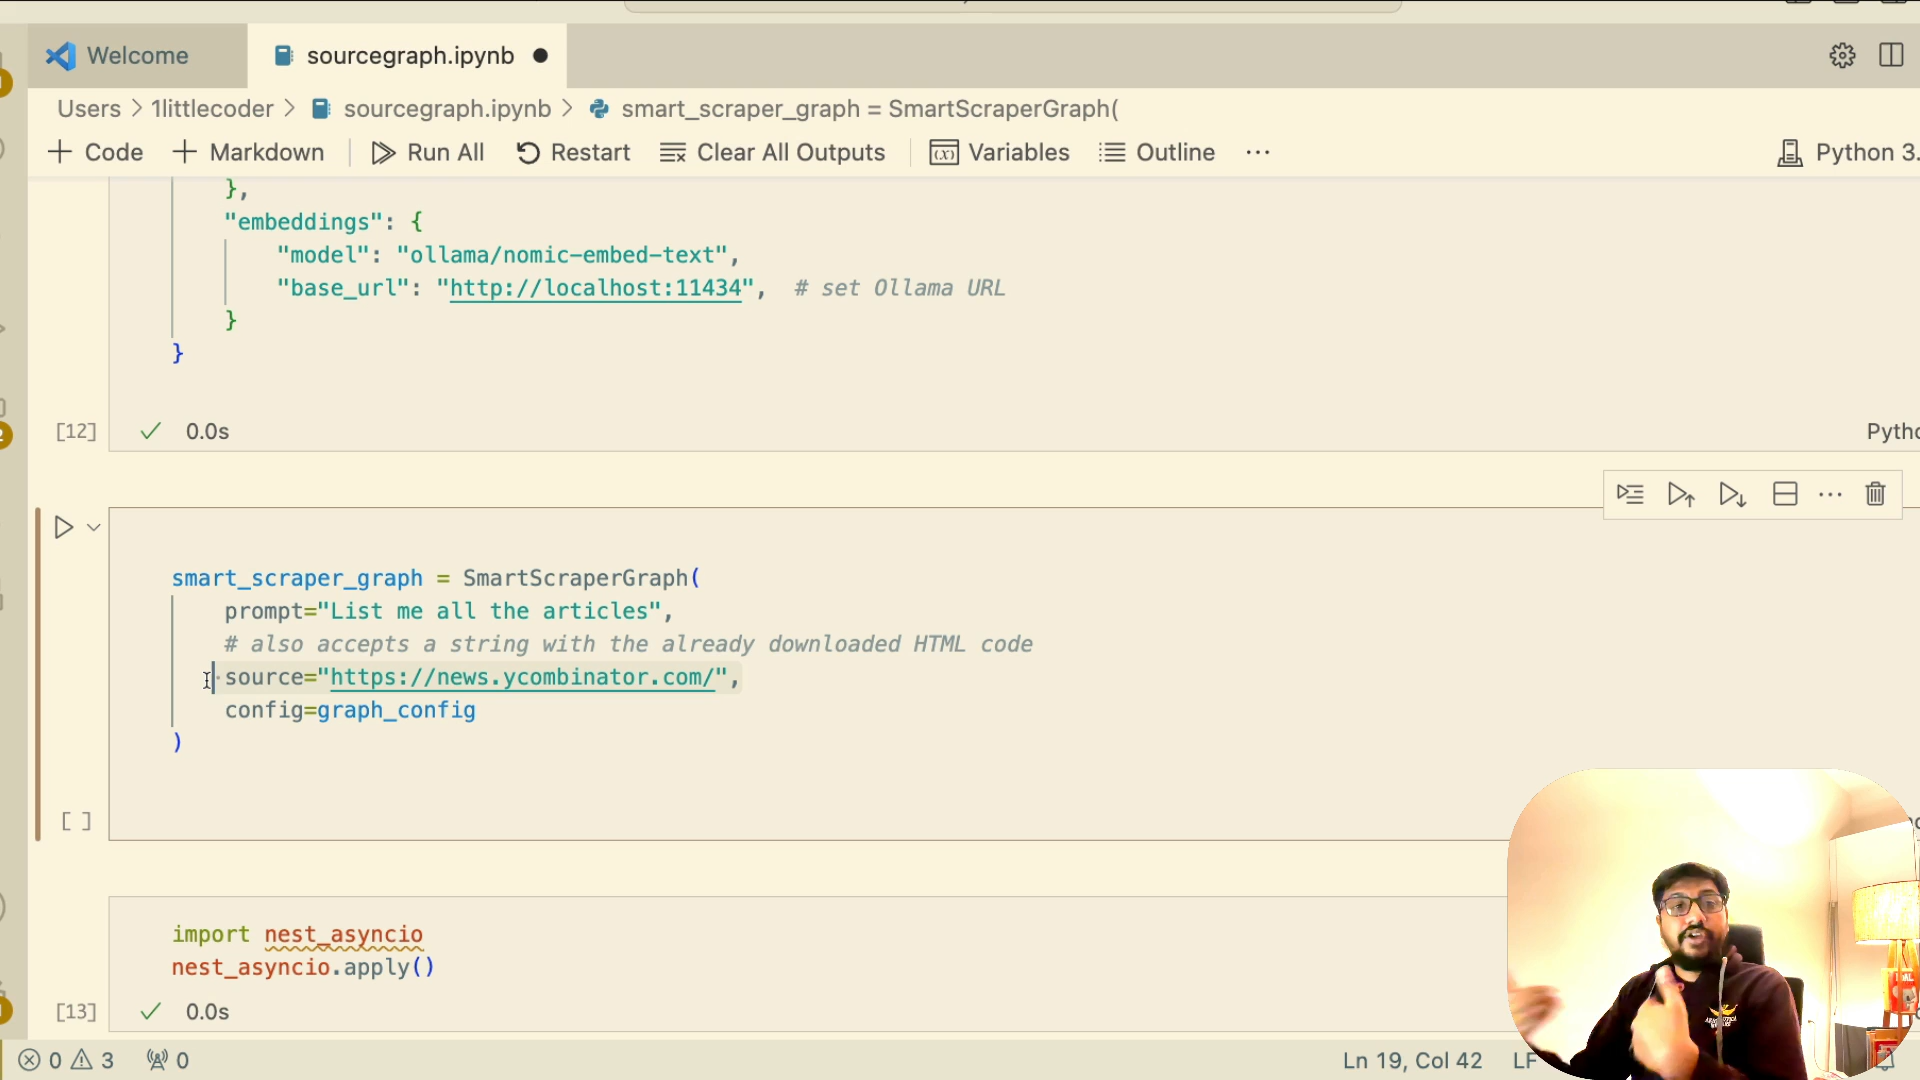 Welcome
sourcegraph.ipynb
Users > 1littlecoder > sourcegraph.ipynb > smart_scraper_graph = SmartScraperGraph(
+ Code + Markdown Run All Restart Clear All Outputs Variables Outline ... Python 3.
},
"embeddings": {
"model": "ollama/nomic-embed-text",
"base_url": "http://localhost:11434",  # set Ollama URL
}
}
[12] 0.0s
smart_scraper_graph = SmartScraperGraph(
prompt="List me all the articles",
# also accepts a string with the already downloaded HTML code
source="https://news.ycombinator.com/",
config=graph_config
)
[ ]
import nest_asyncio
nest_asyncio.apply()
[13] 0.0s
0 3 0 Ln 19, Col 42 LF